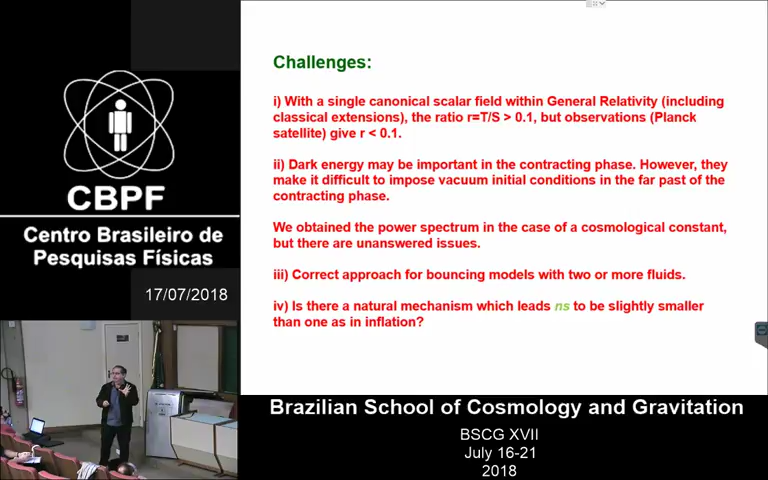 Challenges:
i) With a single canonical scalar field within General Relativity (including
classical extensions), the ratio r=T/S > 0.1, but observations (Planck
satellite) give r < 0.1.
ii) Dark energy may be important in the contracting phase. However, they
make it difficult to impose vacuum initial conditions in the far past of the
contracting phase.
We obtained the power spectrum in the case of a cosmological constant,
but there are unanswered issues.
iii) Correct approach for bouncing models with two or more fluids.
iv) Is there a natural mechanism which leads ns to be slightly smaller
than one as in inflation?
CBPF
Centro Brasileiro de
Pesquisas Físicas
17/07/2018
Brazilian School of Cosmology and Gravitation
BSCG XVII
July 16-21
2018